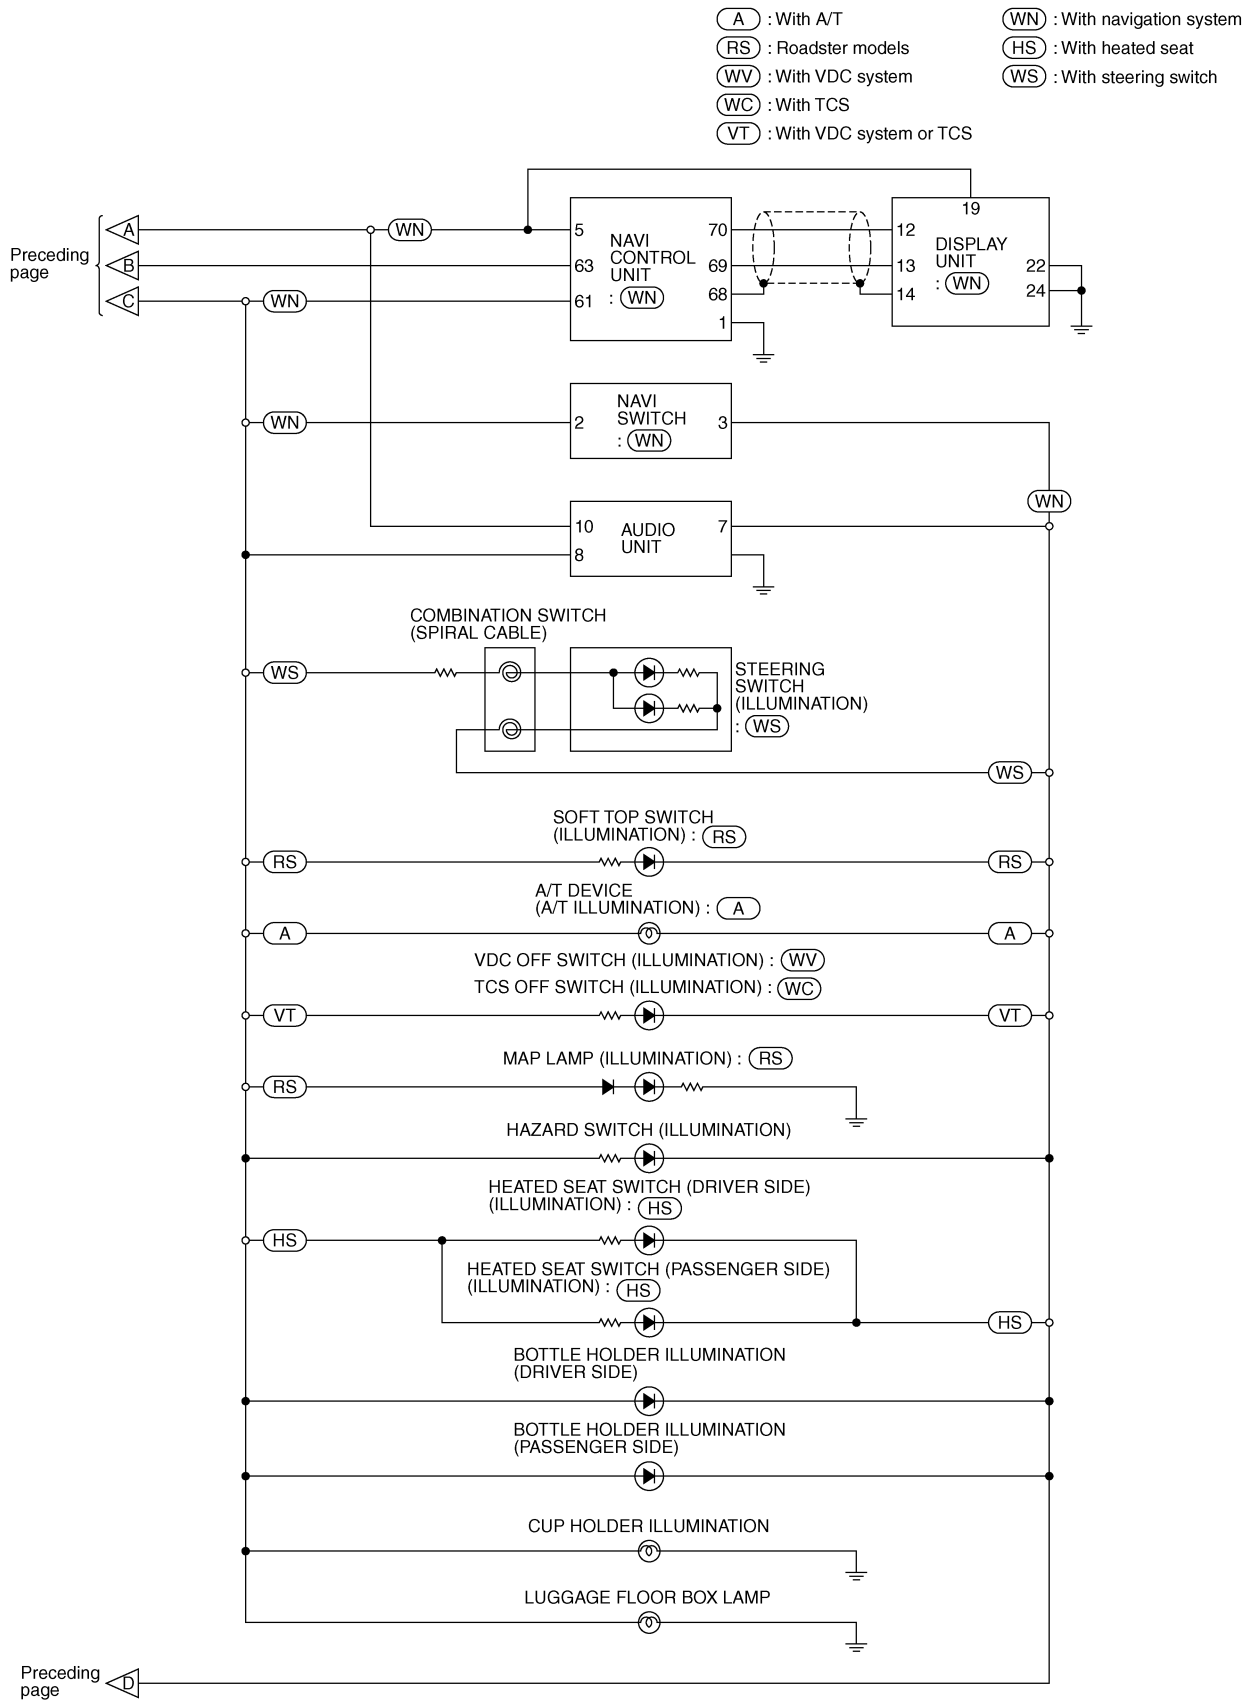 A : With A/T
RS : Roadster models
WV : With VDC system
WC : With TCS
VT : With VDC system or TCS
WN : With navigation system
HS : With heated seat
WS : With steering switch
Preceding
page
A
B
C
WN
WN
5
63
61
NAVI
CONTROL
UNIT
: WN
70
69
68
1
19
12
13
14
DISPLAY
UNIT
: WN
22
24
WN
2
NAVI
SWITCH
: WN
3
WN
10
8
AUDIO
UNIT
7
COMBINATION SWITCH
(SPIRAL CABLE)
WS
STEERING
SWITCH
(ILLUMINATION)
: WS
WS
SOFT TOP SWITCH
(ILLUMINATION) : RS
RS
RS
A/T DEVICE
(A/T ILLUMINATION) : A
A
A
VDC OFF SWITCH (ILLUMINATION) : WV
TCS OFF SWITCH (ILLUMINATION) : WC
VT
VT
MAP LAMP (ILLUMINATION) : RS
RS
HAZARD SWITCH (ILLUMINATION)
HEATED SEAT SWITCH (DRIVER SIDE)
(ILLUMINATION) : HS
HS
HEATED SEAT SWITCH (PASSENGER SIDE)
(ILLUMINATION) : HS
HS
BOTTLE HOLDER ILLUMINATION
(DRIVER SIDE)
BOTTLE HOLDER ILLUMINATION
(PASSENGER SIDE)
CUP HOLDER ILLUMINATION
LUGGAGE FLOOR BOX LAMP
Preceding
page
D